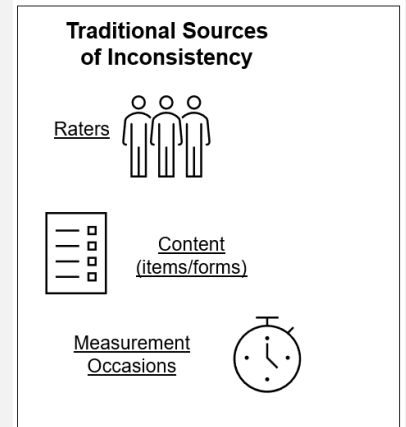 Traditional Sources
of Inconsistency
Raters
Content
(items/forms)
Measurement
Occasions